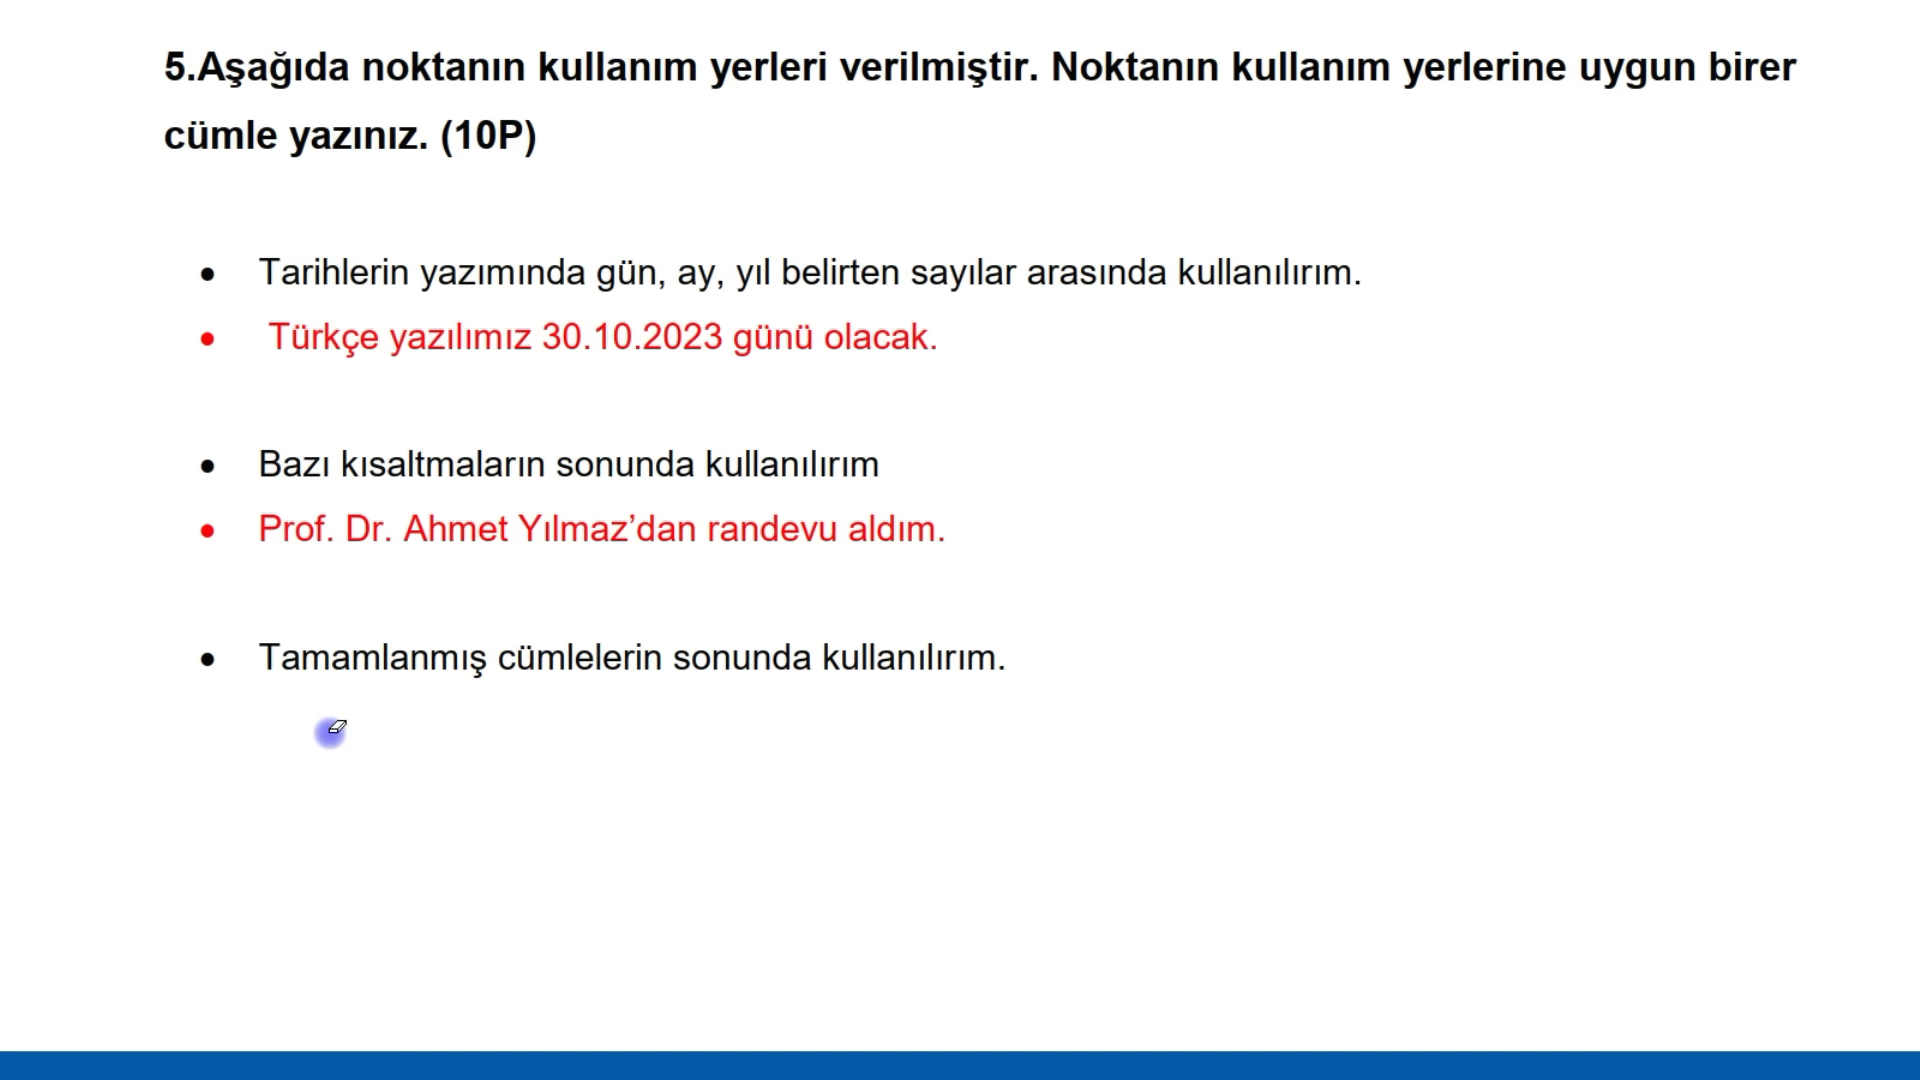 5.Aşağıda noktanın kullanım yerleri verilmiştir. Noktanın kullanım yerlerine uygun birer
cümle yazınız. (10P)
• Tarihlerin yazımında gün, ay, yıl belirten sayılar arasında kullanılırım.
• Türkçe yazılımız 30.10.2023 günü olacak.
• Bazı kısaltmaların sonunda kullanılırım
• Prof. Dr. Ahmet Yılmaz’dan randevu aldım.
• Tamamlanmış cümlelerin sonunda kullanılırım.